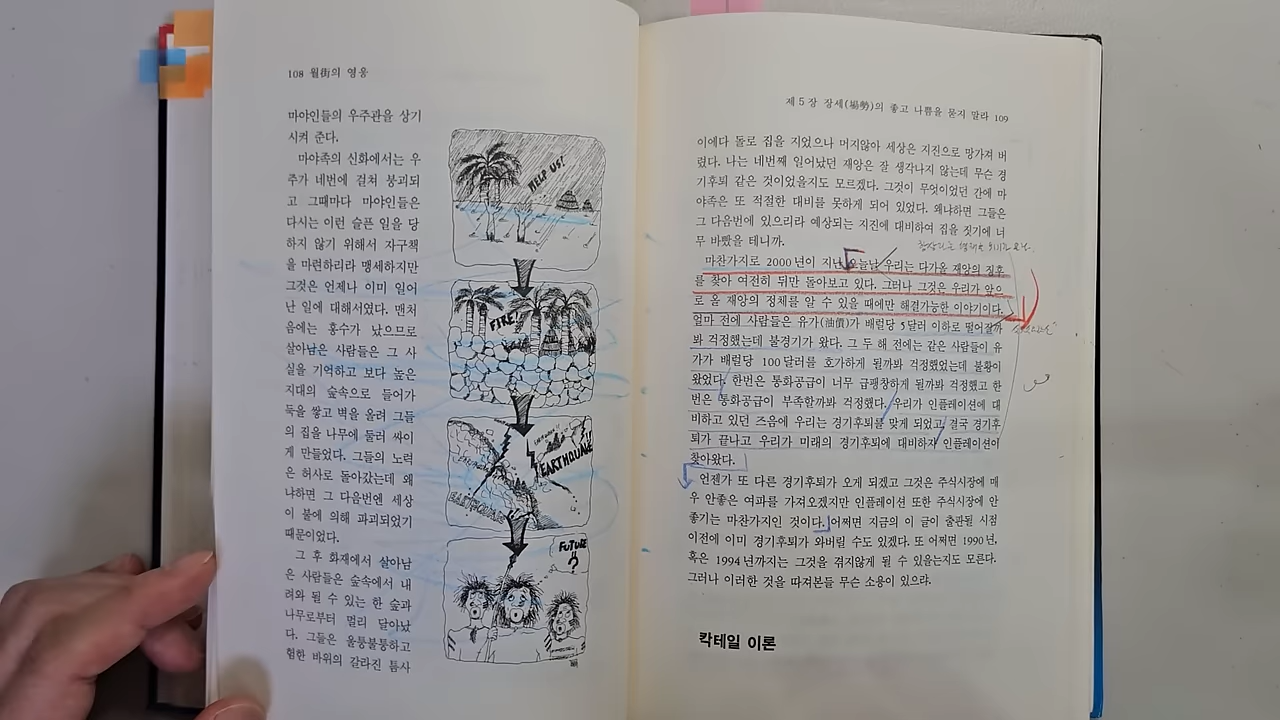 108 월街의 영웅
마야인들의 우주관을 상기
시켜 준다.
마야족의 신화에서는 우
주가 네번에 걸쳐 붕괴되
고 그때마다 마야인들은
다시는 이런 슬픈 일을 당
하지 않기 위해서 자구책
을 마련하리라 맹세하지만
그것은 언제나 이미 일어
난 일에 대해서였다. 맨처
음에는 홍수가 났으므로
살아남은 사람들은 그 사
실을 기억하고 보다 높은
지대의 숲속으로 들어가
둑을 쌓고 벽을 올려 그들
의 집을 나무에 둘러 싸이
게 만들었다. 그들의 노력
은 허사로 돌아갔는데 왜
냐하면 그 다음번엔 세상
이 불에 의해 파괴되었기
때문이었다.
그 후 화재에서 살아남
은 사람들은 숲속에서 내
려와 될 수 있는 한 숲과
나무로부터 멀리 달아났
다. 그들은 울퉁불퉁하고
험한 바위의 갈라진 틈사
HELP US!
FIRE!
EARTHQUAKE
EARTHQUAKE
FUTURE
?
제 5 장 장세(場勢)의 좋고 나쁨을 묻지 말라 109
이에다 돌로 집을 지었으나 머지않아 세상은 지진으로 망가져 버
렸다. 나는 네번째 일어났던 재앙은 잘 생각나지 않는데 무슨 경
기후퇴 같은 것이었을지도 모르겠다. 그것이 무엇이었던 간에 마
야족은 또 적절한 대비를 못하게 되어 있었다. 왜냐하면 그들은
그 다음번에 있으리라 예상되는 지진에 대비하여 집을 짓기에 너
무 바빴을 테니까.
마찬가지로 2000년이 지난 오늘날 우리는 다가올 재앙의 징후
를 찾아 여전히 뒤만 돌아보고 있다. 그러나 그것은 우리가 앞으
로 올 재앙의 정체를 알 수 있을 때에만 해결가능한 이야기이다.
얼마 전에 사람들은 유가(油價)가 배럴당 5달러 이하로 떨어질까
봐 걱정했는데 불경기가 왔다. 그 두 해 전에는 같은 사람들이 유
가가 배럴당 100달러를 호가하게 될까봐 걱정했었는데 불황이
왔었다. 한번은 통화공급이 너무 급팽창하게 될까봐 걱정했고 한
번은 통화공급이 부족할까봐 걱정했다. 우리가 인플레이션에 대
비하고 있던 즈음에 우리는 경기후퇴를 맞게 되었고 결국 경기후
퇴가 끝나고 우리가 미래의 경기후퇴에 대비하자 인플레이션이
찾아왔다.
언젠가 또 다른 경기후퇴가 오게 되겠고 그것은 주식시장에 매
우 안좋은 여파를 가져오겠지만 인플레이션 또한 주식시장에 안
좋기는 마찬가지인 것이다. 어쩌면 지금의 이 글이 출판될 시점
이전에 이미 경기후퇴가 와버릴 수도 있겠다. 또 어쩌면 1990년,
혹은 1994년까지는 그것을 겪지않게 될 수 있을는지도 모른다.
그러나 이러한 것을 따져본들 무슨 소용이 있으랴.
칵테일 이론